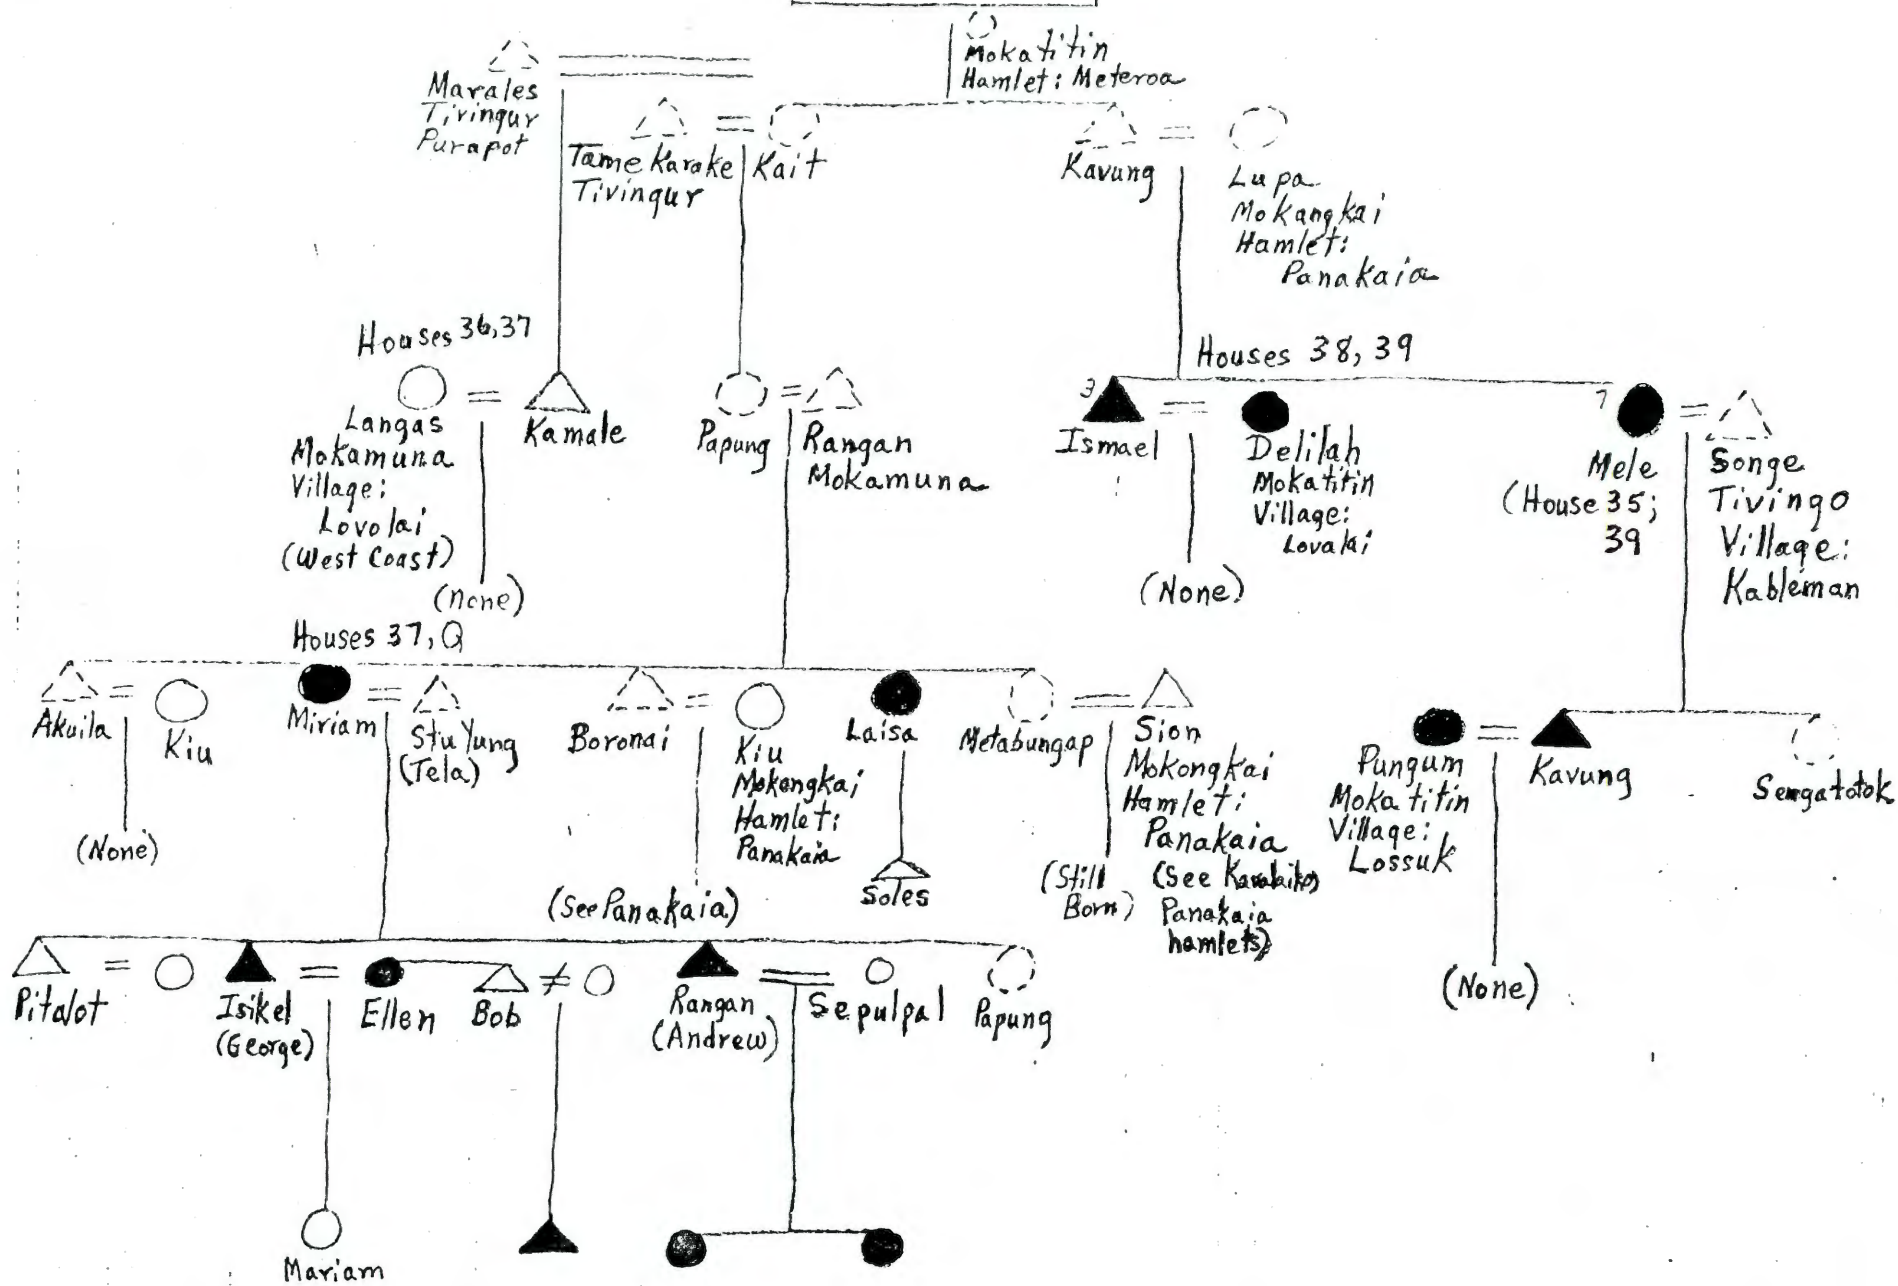 Mokatitin
Hamlet: Meteroa
Marales
Tivingur
Purapot
Tame Karake
Tivingur
Kait
Kavung
Lupa
Mokangkai
Hamlet:
Panakaia
Houses 36,37
Langas
Mokamuna
Village:
Lovolai
(West Coast)
(none)
Kamale
Papung
Rangan
Mokamuna
Houses 38, 39
3
Ismael
Delilah
Mokatitin
Village:
Lovalai
(None)
7
Mele
(House 35;
39
Songe
Tivingo
Village:
Kableman
Houses 37, Q
Akuila
Kiu
(None)
Miriam
Stu Yung
(Tela)
Boronai
Kiu
Mokongkai
Hamlet:
Panakaia
(See Panakaia)
Laisa
Soles
Metabungap
(Still
Born)
Sion
Mokongkai
Hamlet:
Panakaia
(See
Panakaia
hamlets)
Pungum
Mokatitin
Village:
Lossuk
Kavung
Sengatotok
(None)
Pitalot
Isikel
(George)
Ellen
Bob
Rangan
(Andrew)
Sepulpal
Papung
Mariam